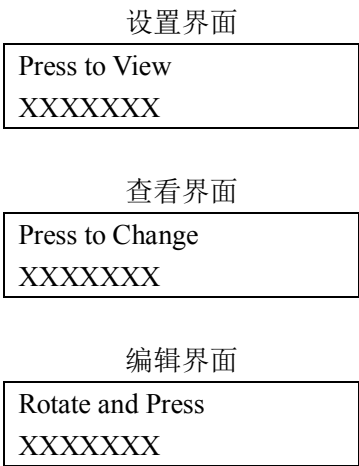 设置界面
Press to View
XXXXXXX
查看界面
Press to Change
XXXXXXX
编辑界面
Rotate and Press
XXXXXXX